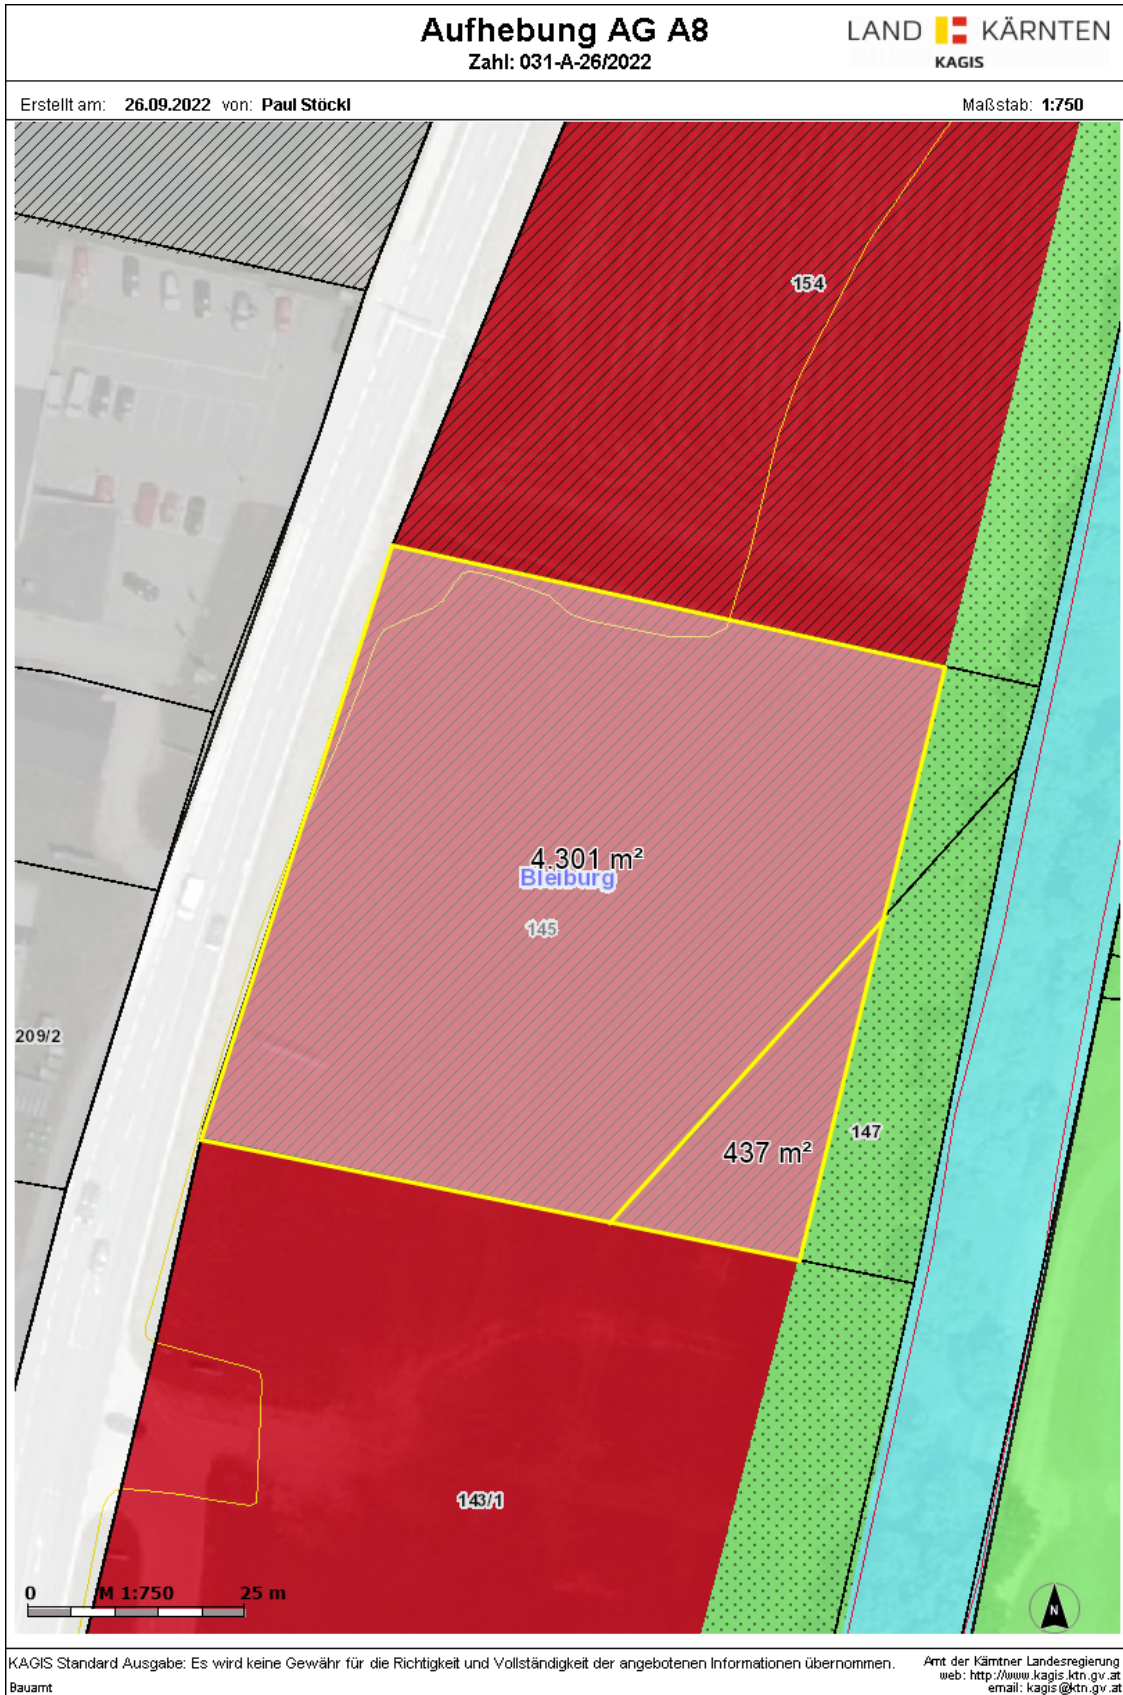 Aufhebung AG A8
Zahl: 031-A-26/2022
LAND KÄRNTEN
KAGIS
Erstellt am: 26.09.2022 von: Paul Stöckl
Maßstab: 1:750
154
4.301 m²
Bleiburg
145
209/2
147
437 m²
143/1
0 M 1:750 25 m
N
KAGIS Standard Ausgabe: Es wird keine Gewähr für die Richtigkeit und Vollständigkeit der angebotenen Informationen übernommen.
Bauamt
Amt der Kärntner Landesregierung
web: http://www.kagis.ktn.gv.at
email: kagis@ktn.gv.at